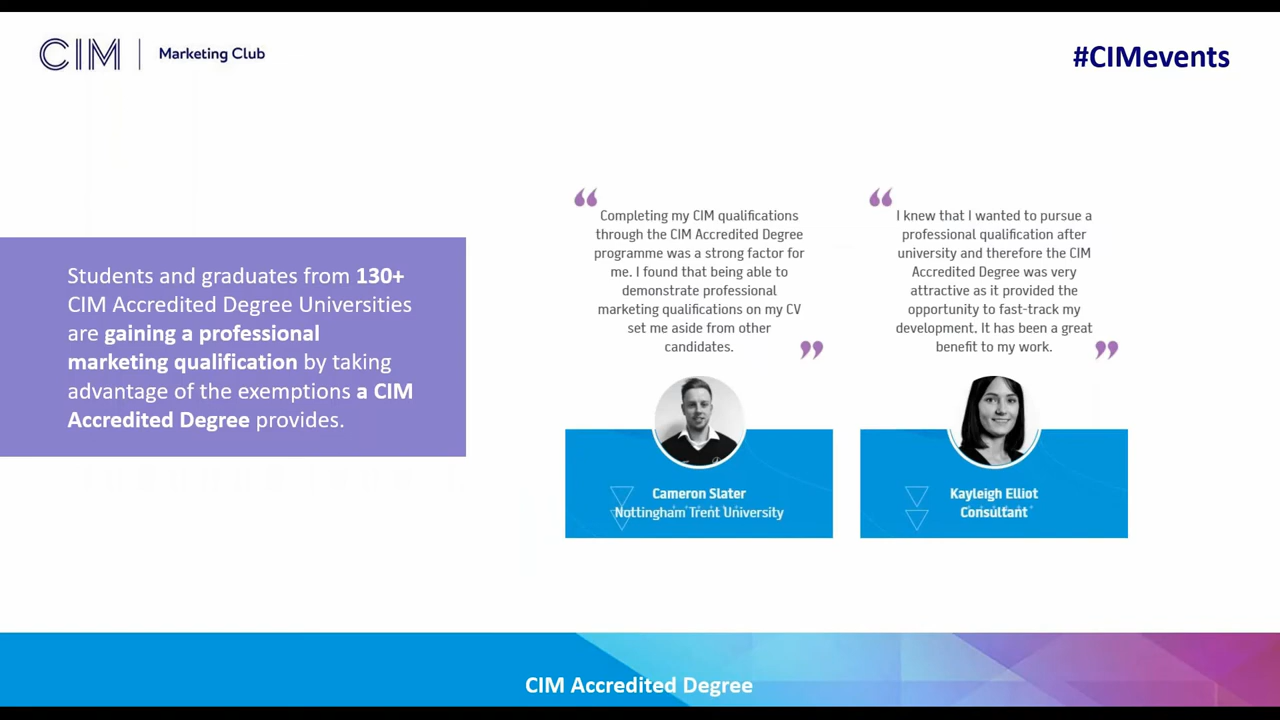 CIM | Marketing Club
#CIMevents
Students and graduates from 130+
CIM Accredited Degree Universities
are gaining a professional
marketing qualification by taking
advantage of the exemptions a CIM
Accredited Degree provides.
“
Completing my CIM qualifications
through the CIM Accredited Degree
programme was a strong factor for
me. I found that being able to
demonstrate professional
marketing qualifications on my CV
set me aside from other
candidates.
”
Cameron Slater
Nottingham Trent University
“
I knew that I wanted to pursue a
professional qualification after
university and therefore the CIM
Accredited Degree was very
attractive as it provided the
opportunity to fast-track my
development. It has been a great
benefit to my work.
”
Kayleigh Elliot
Consultant
CIM Accredited Degree